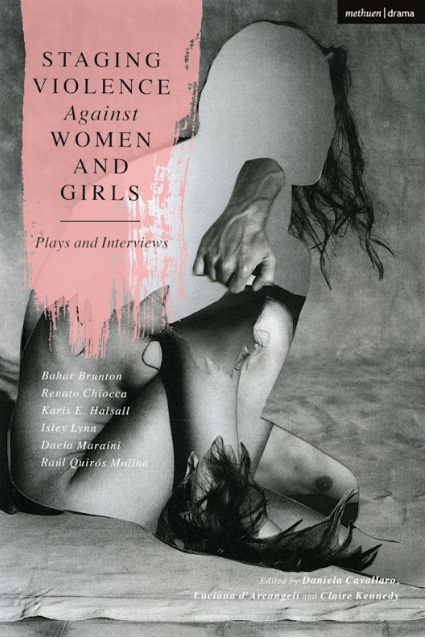 methuen | drama
STAGING
VIOLENCE
Against
WOMEN
AND
GIRLS
Plays and Interviews
Bahar Brunton
Renato Chiocca
Karis E. Halsall
Isley Lynn
Dacia Maraini
Raúl Quirós Molina
Edited by Daniela Cavallaro,
Luciana d'Arcangeli and Claire Kennedy